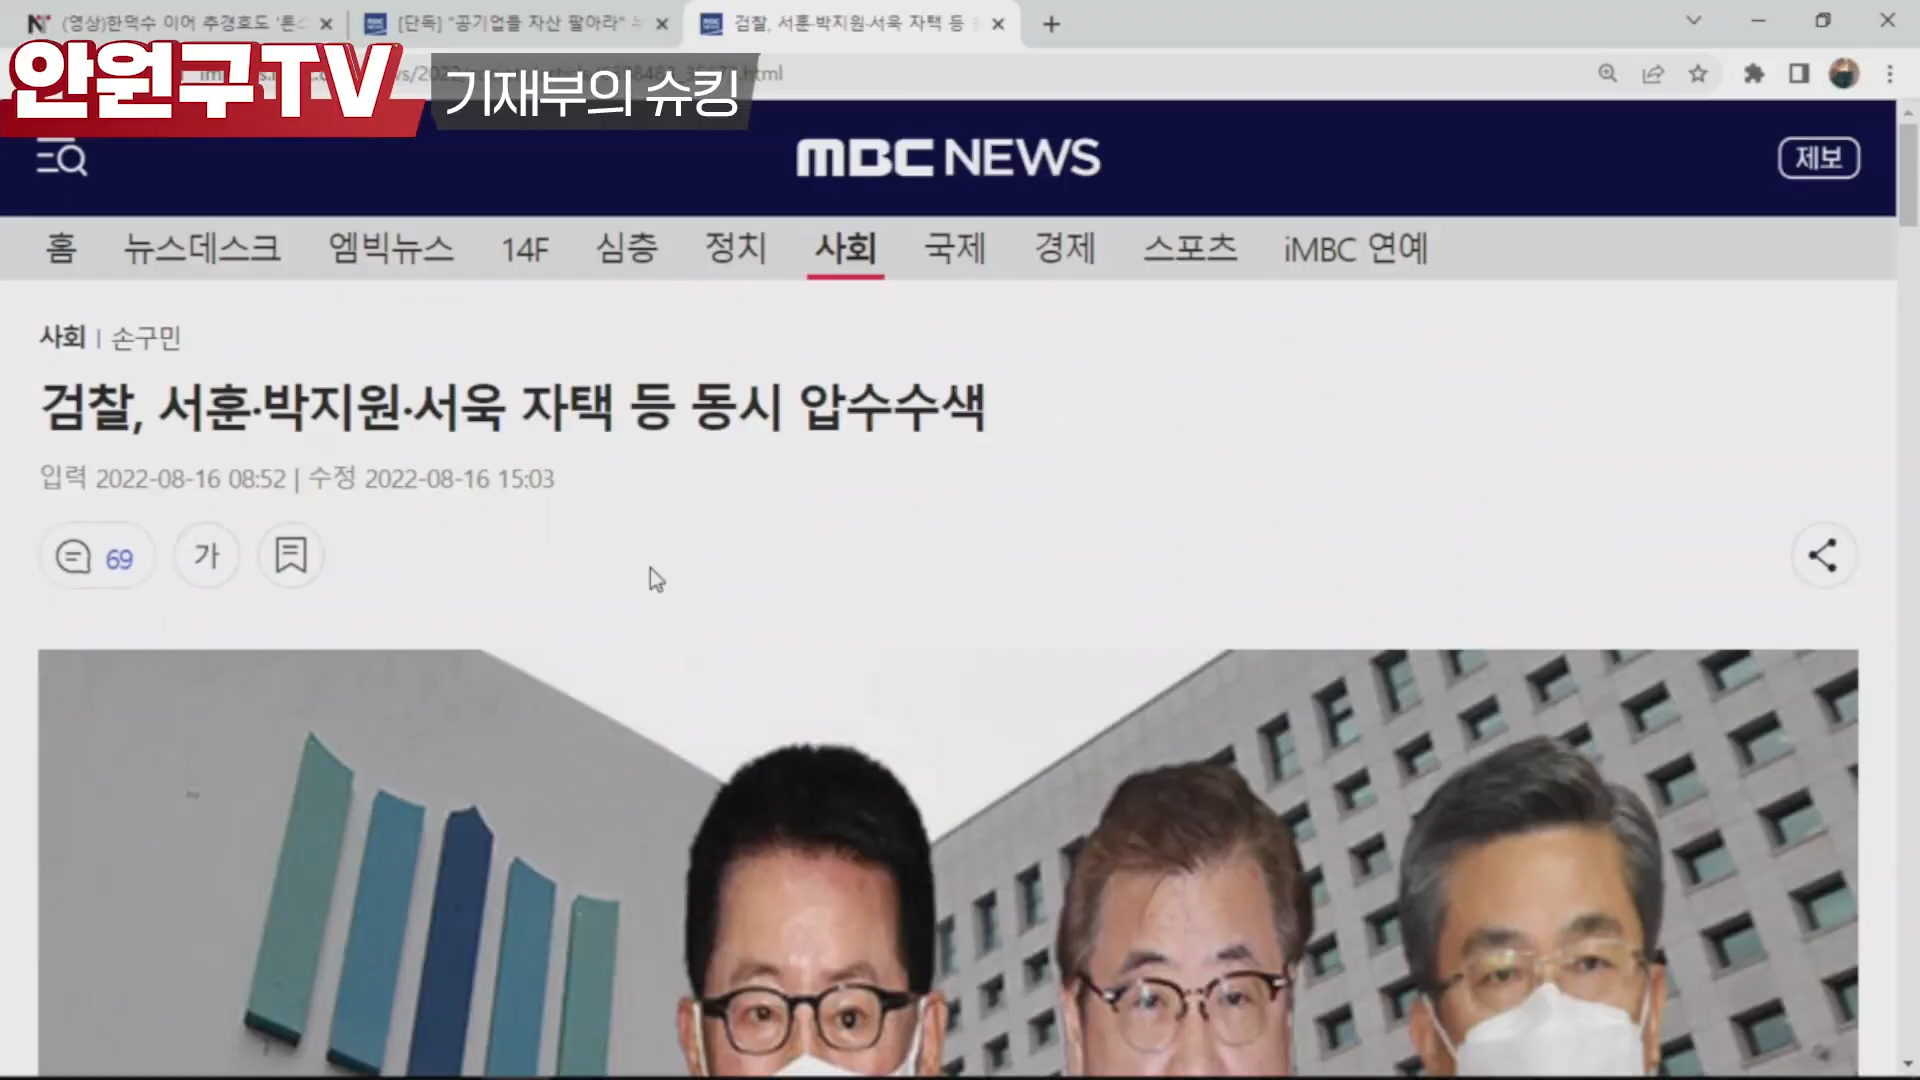 (영상)한덕수 이어 추경호도 '론스
[단독] "공기업들 자산 팔아라"
검찰, 서훈·박지원·서욱 자택 등
안원구TV
기재부의 슈킹
MBC NEWS
제보
홈 뉴스데스크 엠빅뉴스 14F 심층 정치 사회 국제 경제 스포츠 iMBC 연예
사회 | 손구민
검찰, 서훈·박지원·서욱 자택 등 동시 압수수색
입력 2022-08-16 08:52 | 수정 2022-08-16 15:03
69
가